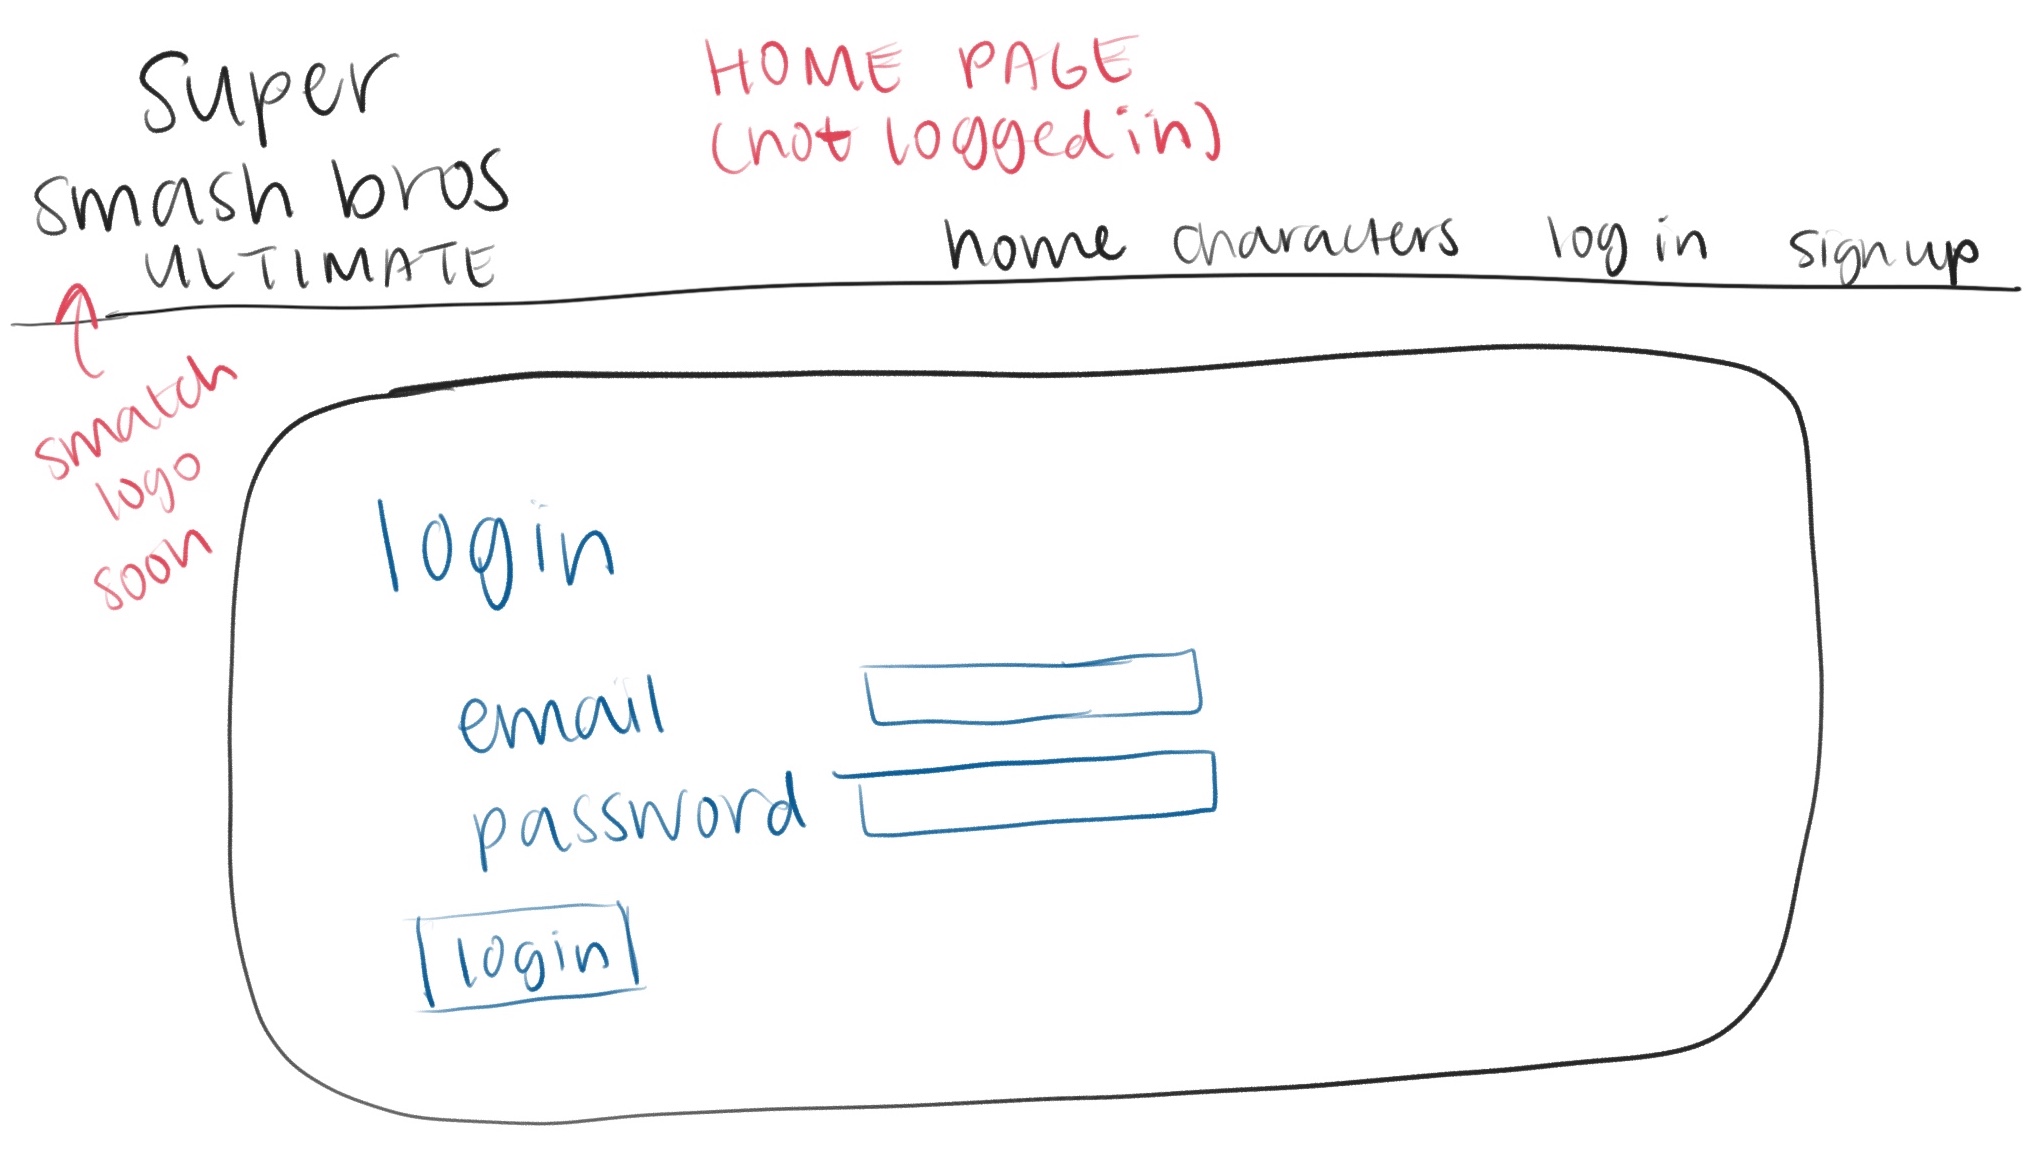 super
smash bros
ULTIMATE
HOME PAGE
(not logged in)
home characters log in sign up
smatch
logo
soon
login
email
password
login